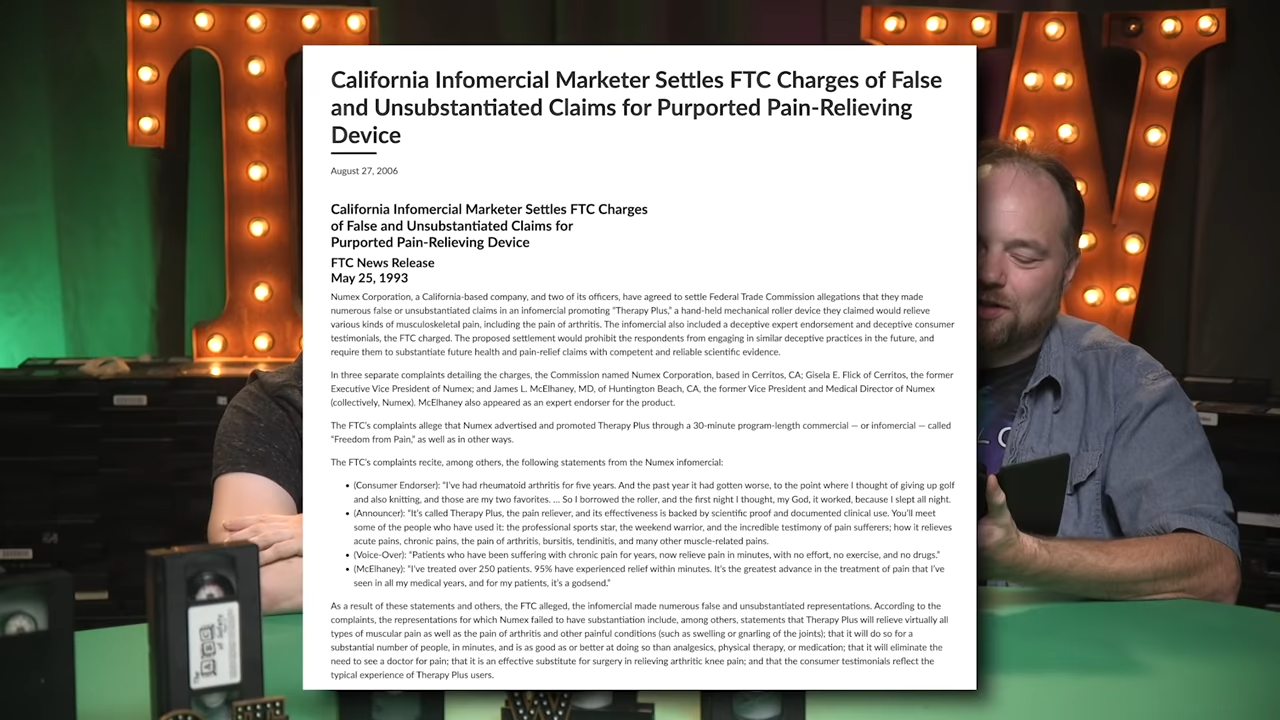 California Infomercial Marketer Settles FTC Charges of False
and Unsubstantiated Claims for Purported Pain-Relieving
Device
August 27, 2006
California Infomercial Marketer Settles FTC Charges
of False and Unsubstantiated Claims for
Purported Pain-Relieving Device
FTC News Release
May 25, 1993
Numex Corporation, a California-based company, and two of its officers, have agreed to settle Federal Trade Commission allegations that they made
numerous false or unsubstantiated claims in an infomercial promoting "Therapy Plus," a hand-held mechanical roller device they claimed would relieve
various kinds of musculoskeletal pain, including the pain of arthritis. The infomercial also included a deceptive expert endorsement and deceptive consumer
testimonials, the FTC charged. The proposed settlement would prohibit the respondents from engaging in similar deceptive practices in the future, and
require them to substantiate future health and pain-relief claims with competent and reliable scientific evidence.
In three separate complaints detailing the charges, the Commission named Numex Corporation, based in Cerritos, CA; Gisela E. Flick of Cerritos, the former
Executive Vice President of Numex; and James L. McElhaney, MD, of Huntington Beach, CA, the former Vice President and Medical Director of Numex
(collectively, Numex). McElhaney also appeared as an expert endorser for the product.
The FTC's complaints allege that Numex advertised and promoted Therapy Plus through a 30-minute program-length commercial — or infomercial — called
"Freedom from Pain," as well as in other ways.
The FTC's complaints recite, among others, the following statements from the Numex infomercial:
• (Consumer Endorser): "I've had rheumatoid arthritis for five years. And the past year it had gotten worse, to the point where I thought of giving up golf
and also knitting, and those are my two favorites. ... So I borrowed the roller, and the first night I thought, my God, it worked, because I slept all night.
• (Announcer): "It's called Therapy Plus, the pain reliever, and its effectiveness is backed by scientific proof and documented clinical use. You'll meet
some of the people who have used it: the professional sports star, the weekend warrior, and the incredible testimony of pain sufferers; how it relieves
acute pains, chronic pains, the pain of arthritis, bursitis, tendinitis, and many other muscle-related pains.
• (Voice-Over): "Patients who have been suffering with chronic pain for years, now relieve pain in minutes, with no effort, no exercise, and no drugs."
• (McElhaney): "I've treated over 250 patients. 95% have experienced relief within minutes. It's the greatest advance in the treatment of pain that I've
seen in all my medical years, and for my patients, it's a godsend."
As a result of these statements and others, the FTC alleged, the infomercial made numerous false and unsubstantiated representations. According to the
complaints, the representations for which Numex failed to have substantiation include, among others, statements that Therapy Plus will relieve virtually all
types of muscular pain as well as the pain of arthritis and other painful conditions (such as swelling or gnarling of the joints); that it will do so for a
substantial number of people, in minutes, and is as good as or better at doing so than analgesics, physical therapy, or medication; that it will eliminate the
need to see a doctor for pain; that it is an effective substitute for surgery in relieving arthritic knee pain; and that the consumer testimonials reflect the
typical experience of Therapy Plus users.